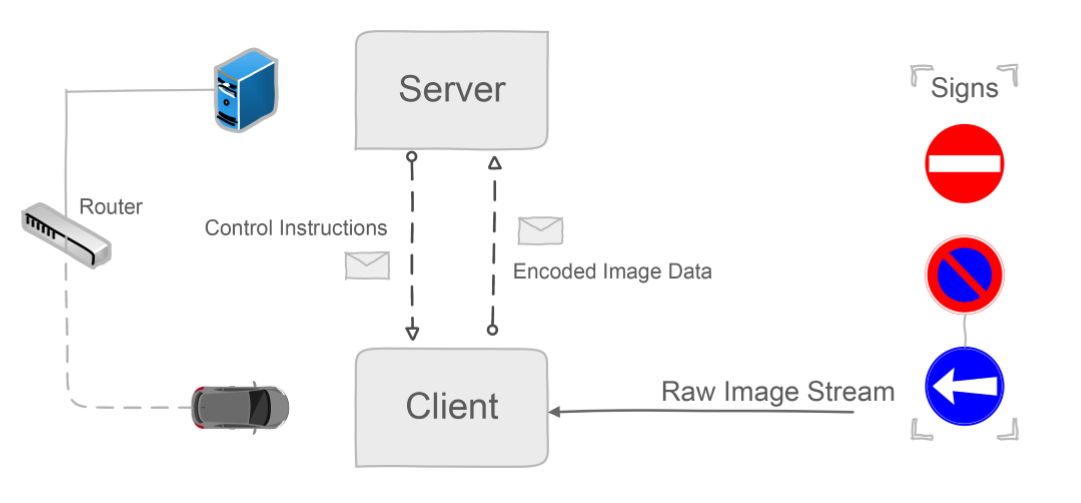 Server
Signs
Router
Control Instructions
Encoded Image Data
Raw Image Stream
Client